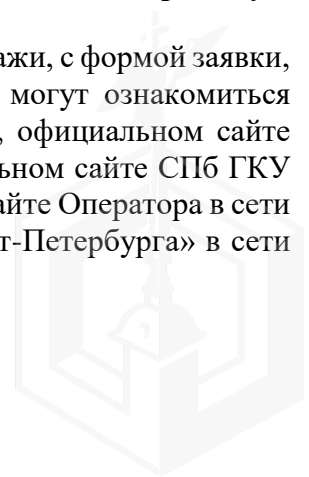 ажи, с формой заявки,
могут ознакомиться
, официальном сайте
ьном сайте СПб ГКУ
айте Оператора в сети
т-Петербурга» в сети